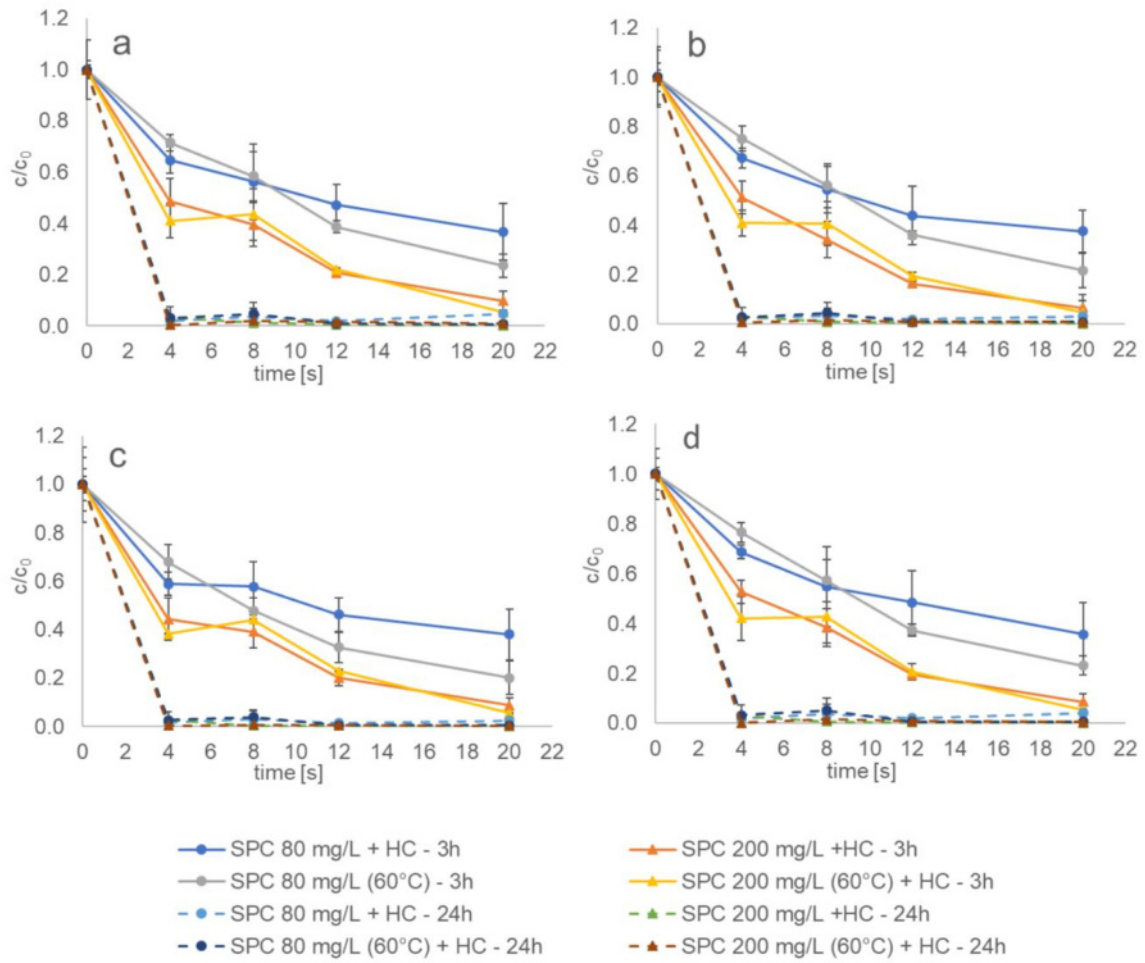 a
1.2
1.0
0.8
0.6
0.4
0.2
0.0
c/c0
0 2 4 6 8 10 12 14 16 18 20 22
time [s]
b
1.2
1.0
0.8
0.6
0.4
0.2
0.0
c/c0
0 2 4 6 8 10 12 14 16 18 20 22
time [s]
c
1.2
1.0
0.8
0.6
0.4
0.2
0.0
c/c0
0 2 4 6 8 10 12 14 16 18 20 22
time [s]
d
1.2
1.0
0.8
0.6
0.4
0.2
0.0
c/c0
0 2 4 6 8 10 12 14 16 18 20 22
time [s]
SPC 80 mg/L + HC - 3h
SPC 80 mg/L (60°C) - 3h
SPC 80 mg/L + HC - 24h
SPC 80 mg/L (60°C) + HC - 24h
SPC 200 mg/L +HC - 3h
SPC 200 mg/L (60°C) + HC - 3h
SPC 200 mg/L +HC - 24h
SPC 200 mg/L (60°C) + HC - 24h